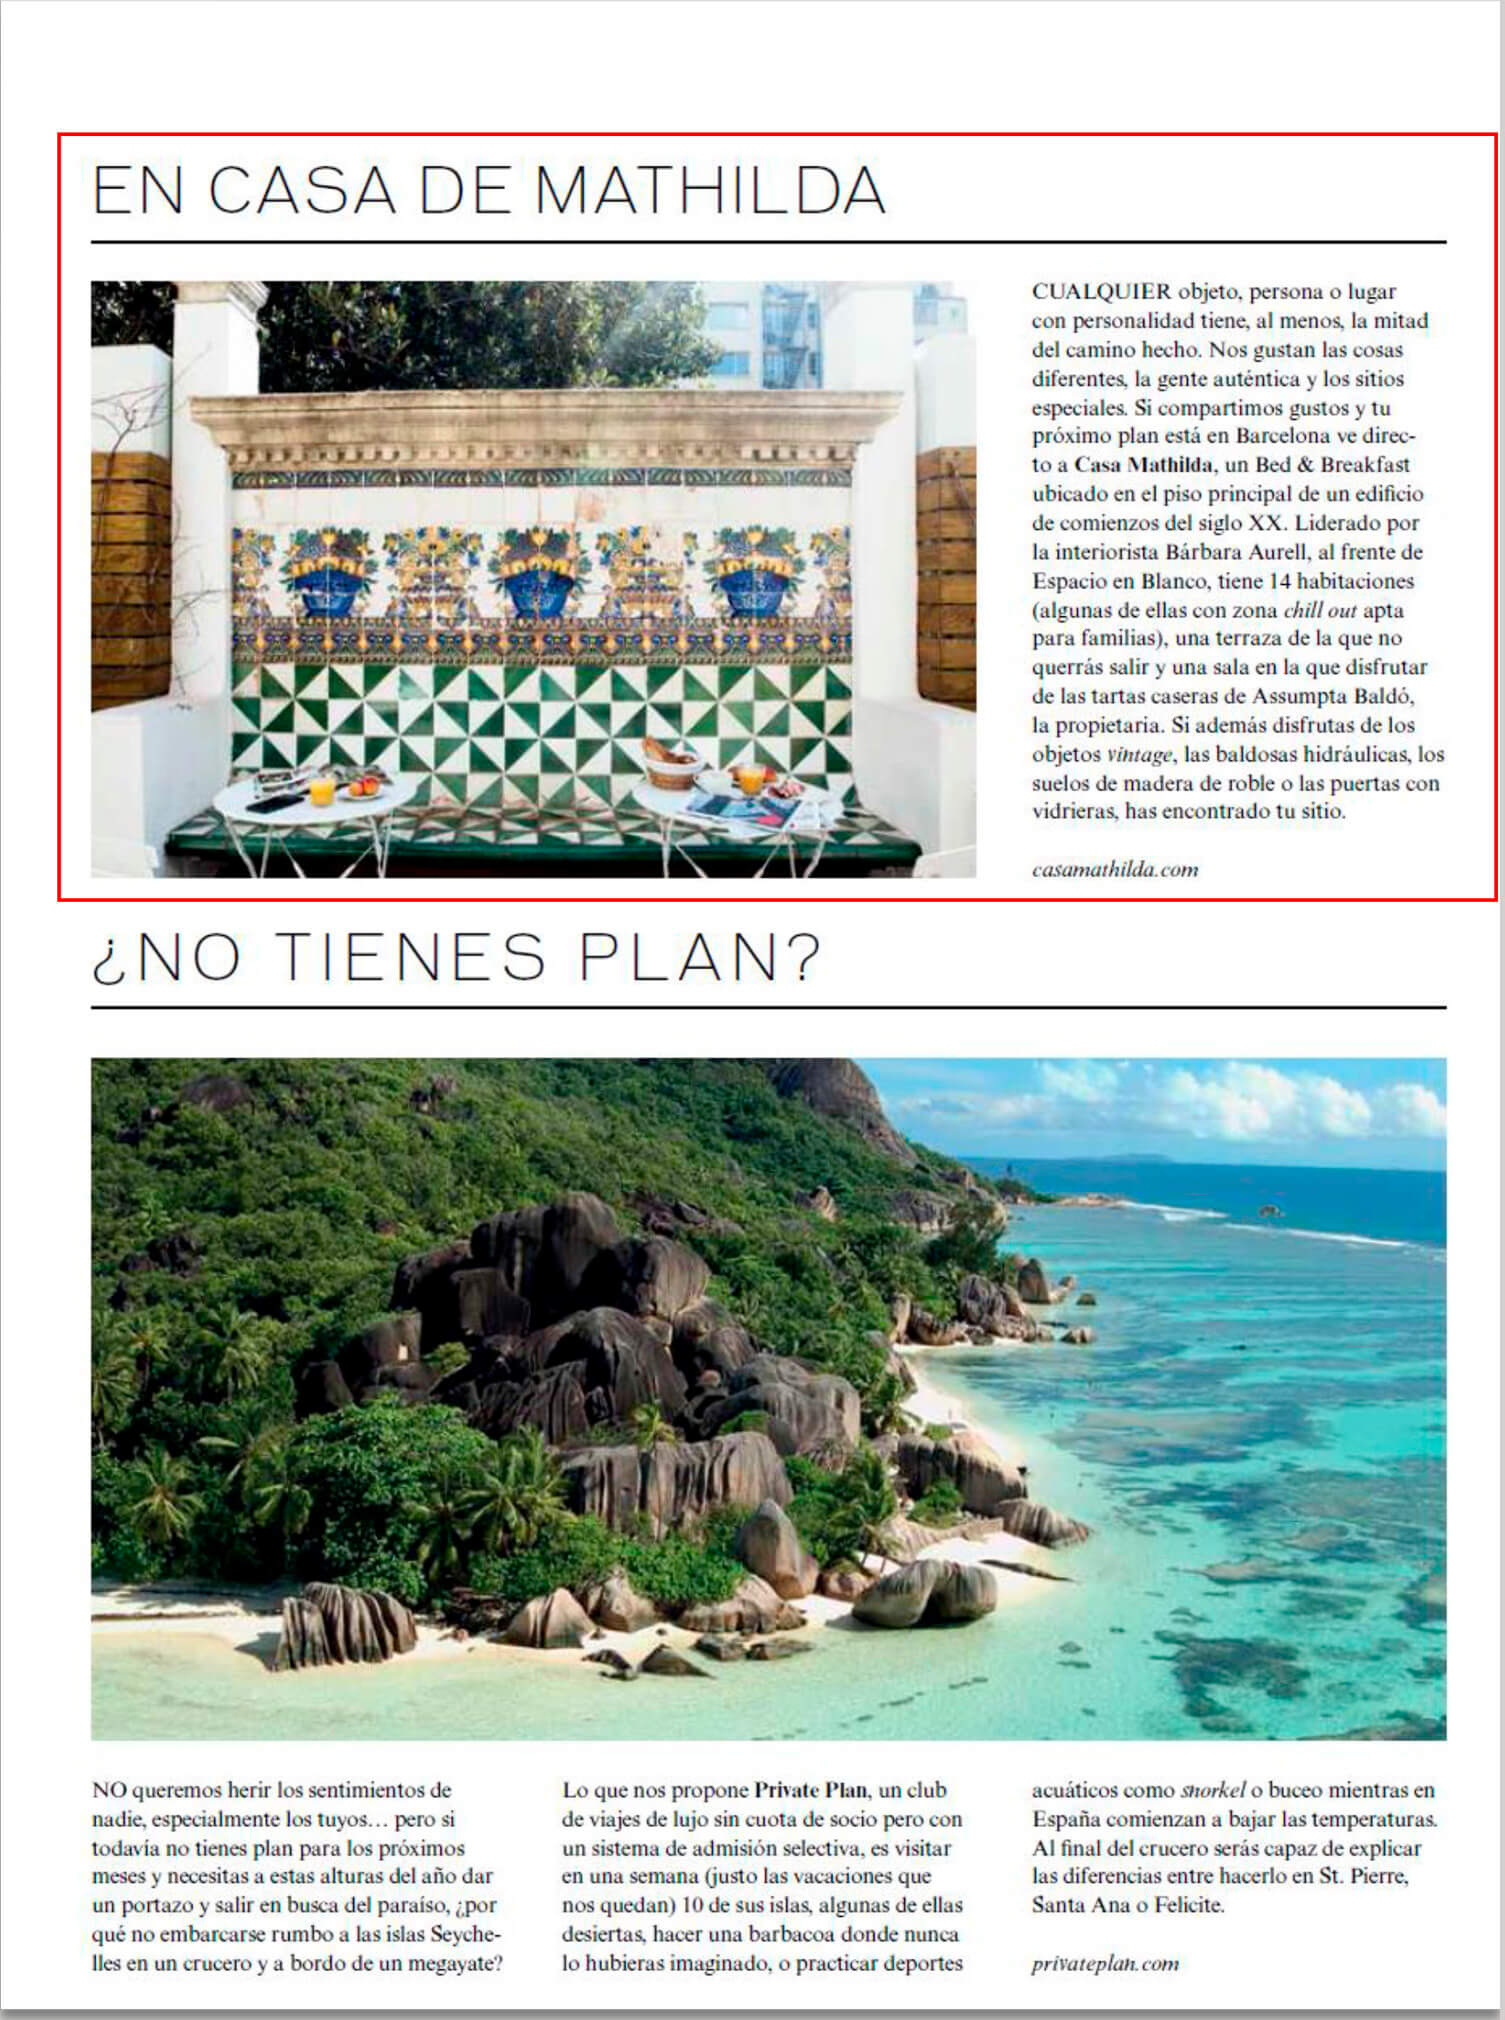 EN CASA DE MATHILDA
CUALQUIER objeto, persona o lugar
con personalidad tiene, al menos, la mitad
del camino hecho. Nos gustan las cosas
diferentes, la gente auténtica y los sitios
especiales. Si compartimos gustos y tu
próximo plan está en Barcelona ve direc-
to a Casa Mathilda, un Bed & Breakfast
ubicado en el piso principal de un edificio
de comienzos del siglo XX. Liderado por
la interiorista Bárbara Aurell, al frente de
Espacio en Blanco, tiene 14 habitaciones
(algunas de ellas con zona chill out apta
para familias), una terraza de la que no
querrás salir y una sala en la que disfrutar
de las tartas caseras de Assumpta Baldó,
la propietaria. Si además disfrutas de los
objetos vintage, las baldosas hidráulicas, los
suelos de madera de roble o las puertas con
vidrieras, has encontrado tu sitio.
casamathilda.com
¿NO TIENES PLAN?
NO queremos herir los sentimientos de
nadie, especialmente los tuyos… pero si
todavía no tienes plan para los próximos
meses y necesitas a estas alturas del año dar
un portazo y salir en busca del paraíso, ¿por
qué no embarcarse rumbo a las islas Seyche-
lles en un crucero y a bordo de un megayate?
Lo que nos propone Private Plan, un club
de viajes de lujo sin cuota de socio pero con
un sistema de admisión selectiva, es visitar
en una semana (justo las vacaciones que
nos quedan) 10 de sus islas, algunas de ellas
desiertas, hacer una barbacoa donde nunca
lo hubieras imaginado, o practicar deportes
acuáticos como snorkel o buceo mientras en
España comienzan a bajar las temperaturas.
Al final del crucero serás capaz de explicar
las diferencias entre hacerlo en St. Pierre,
Santa Ana o Felicite.
privateplan.com